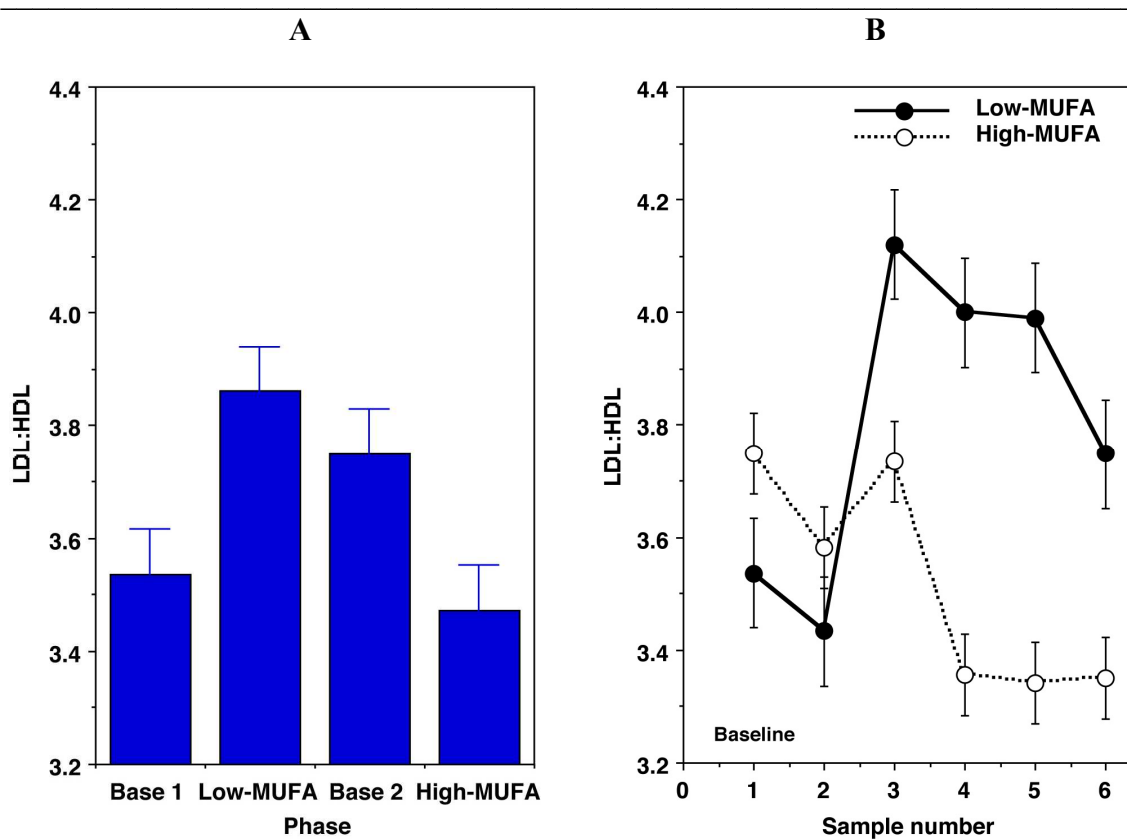 A
B
4.4
4.2
4.0
3.8
3.6
3.4
3.2
LDL:HDL
Base 1 Low-MUFA Base 2 High-MUFA
Phase
Low-MUFA
High-MUFA
4.4
4.2
4.0
3.8
3.6
3.4
3.2
LDL:HDL
Baseline
0 1 2 3 4 5 6
Sample number